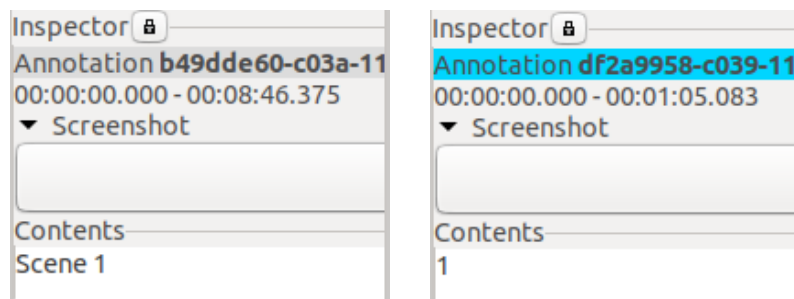 Inspector
Annotation b49dde60-c03a-11
00:00:00.000 - 00:08:46.375
Screenshot
Contents
Scene 1
Inspector
Annotation df2a9958-c039-11
00:00:00.000 - 00:01:05.083
Screenshot
Contents
1